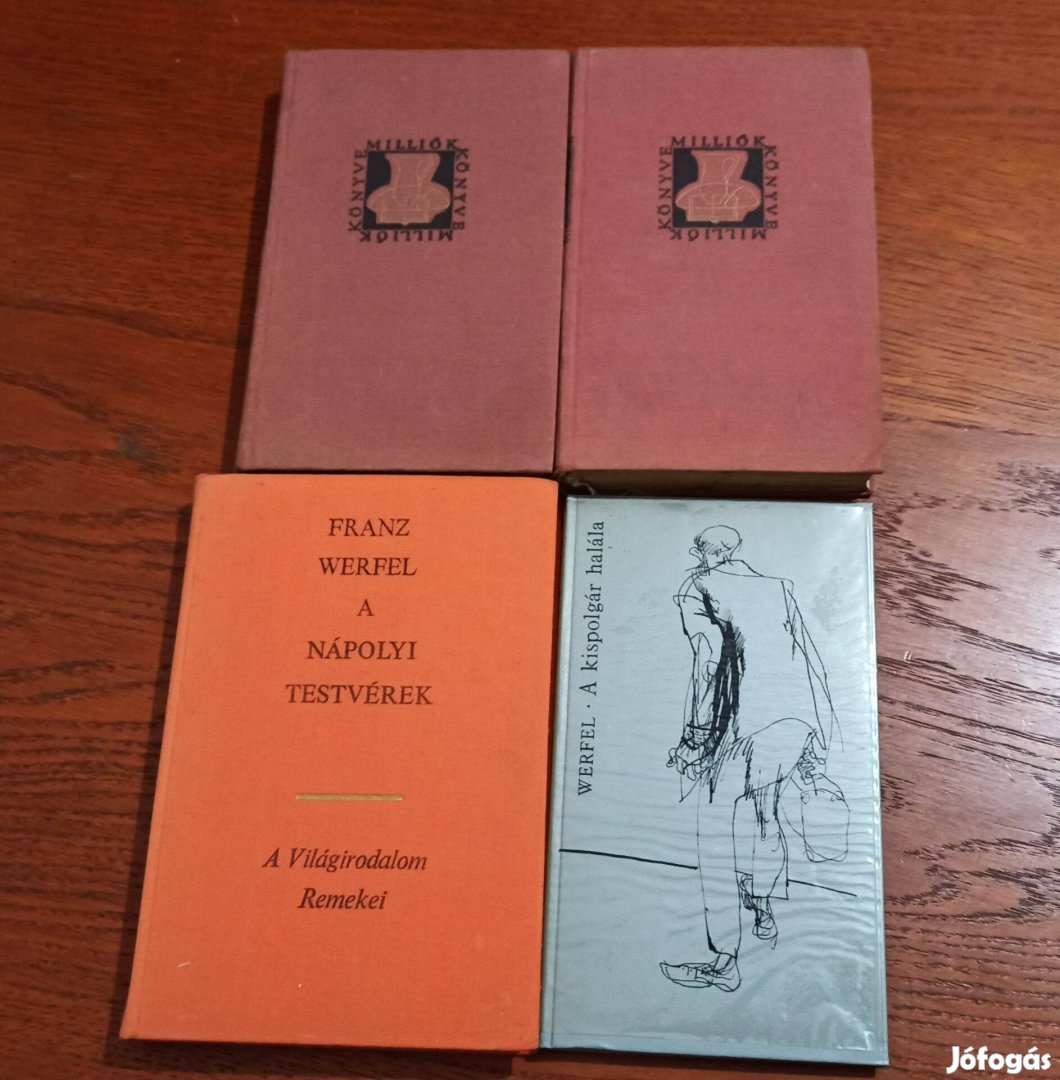 MILLIÓK
KÖNYVE
MILLIÓK
KÖNYVE
MILLIÓK
KÖNYVE
MILLIÓK
KÖNYVE
FRANZ
WERFEL
A
NÁPOLYI
TESTVÉREK
A Világirodalom
Remekei
WERFEL · A kispolgár halála
Jófogás